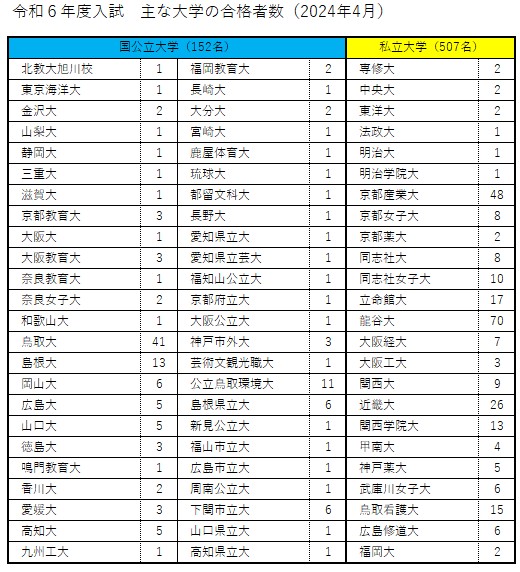 令和６年度入試　主な大学の合格者数（2024年4月）
国公立大学（152名） 私立大学（507名）
北教大旭川校 1 福岡教育大 2 専修大 2
東京海洋大 1 長崎大 1 中央大 2
金沢大 2 大分大 2 東洋大 2
山梨大 1 宮崎大 1 法政大 1
静岡大 1 鹿屋体育大 1 明治大 1
三重大 1 琉球大 1 明治学院大 1
滋賀大 1 都留文科大 1 京都産業大 48
京都教育大 3 長野大 1 京都女子大 8
大阪大 1 愛知県立大 1 京都薬大 2
大阪教育大 3 愛知県立芸大 1 同志社大 8
奈良教育大 1 福知山公立大 1 同志社女子大 10
奈良女子大 2 京都府立大 1 立命館大 17
和歌山大 1 大阪公立大 1 龍谷大 70
鳥取大 41 神戸市外大 3 大阪経大 7
島根大 13 芸術文観光職大 1 大阪工大 3
岡山大 6 公立鳥取環境大 11 関西大 9
広島大 5 島根県立大 6 近畿大 26
山口大 5 新見公立大 1 関西学院大 13
徳島大 3 福山市立大 1 甲南大 4
鳴門教育大 1 広島市立大 1 神戸薬大 5
香川大 2 周南公立大 1 武庫川女子大 6
愛媛大 3 下関市立大 6 鳥取看護大 15
高知大 5 山口県立大 1 広島修道大 6
九州工大 1 高知県立大 1 福岡大 2